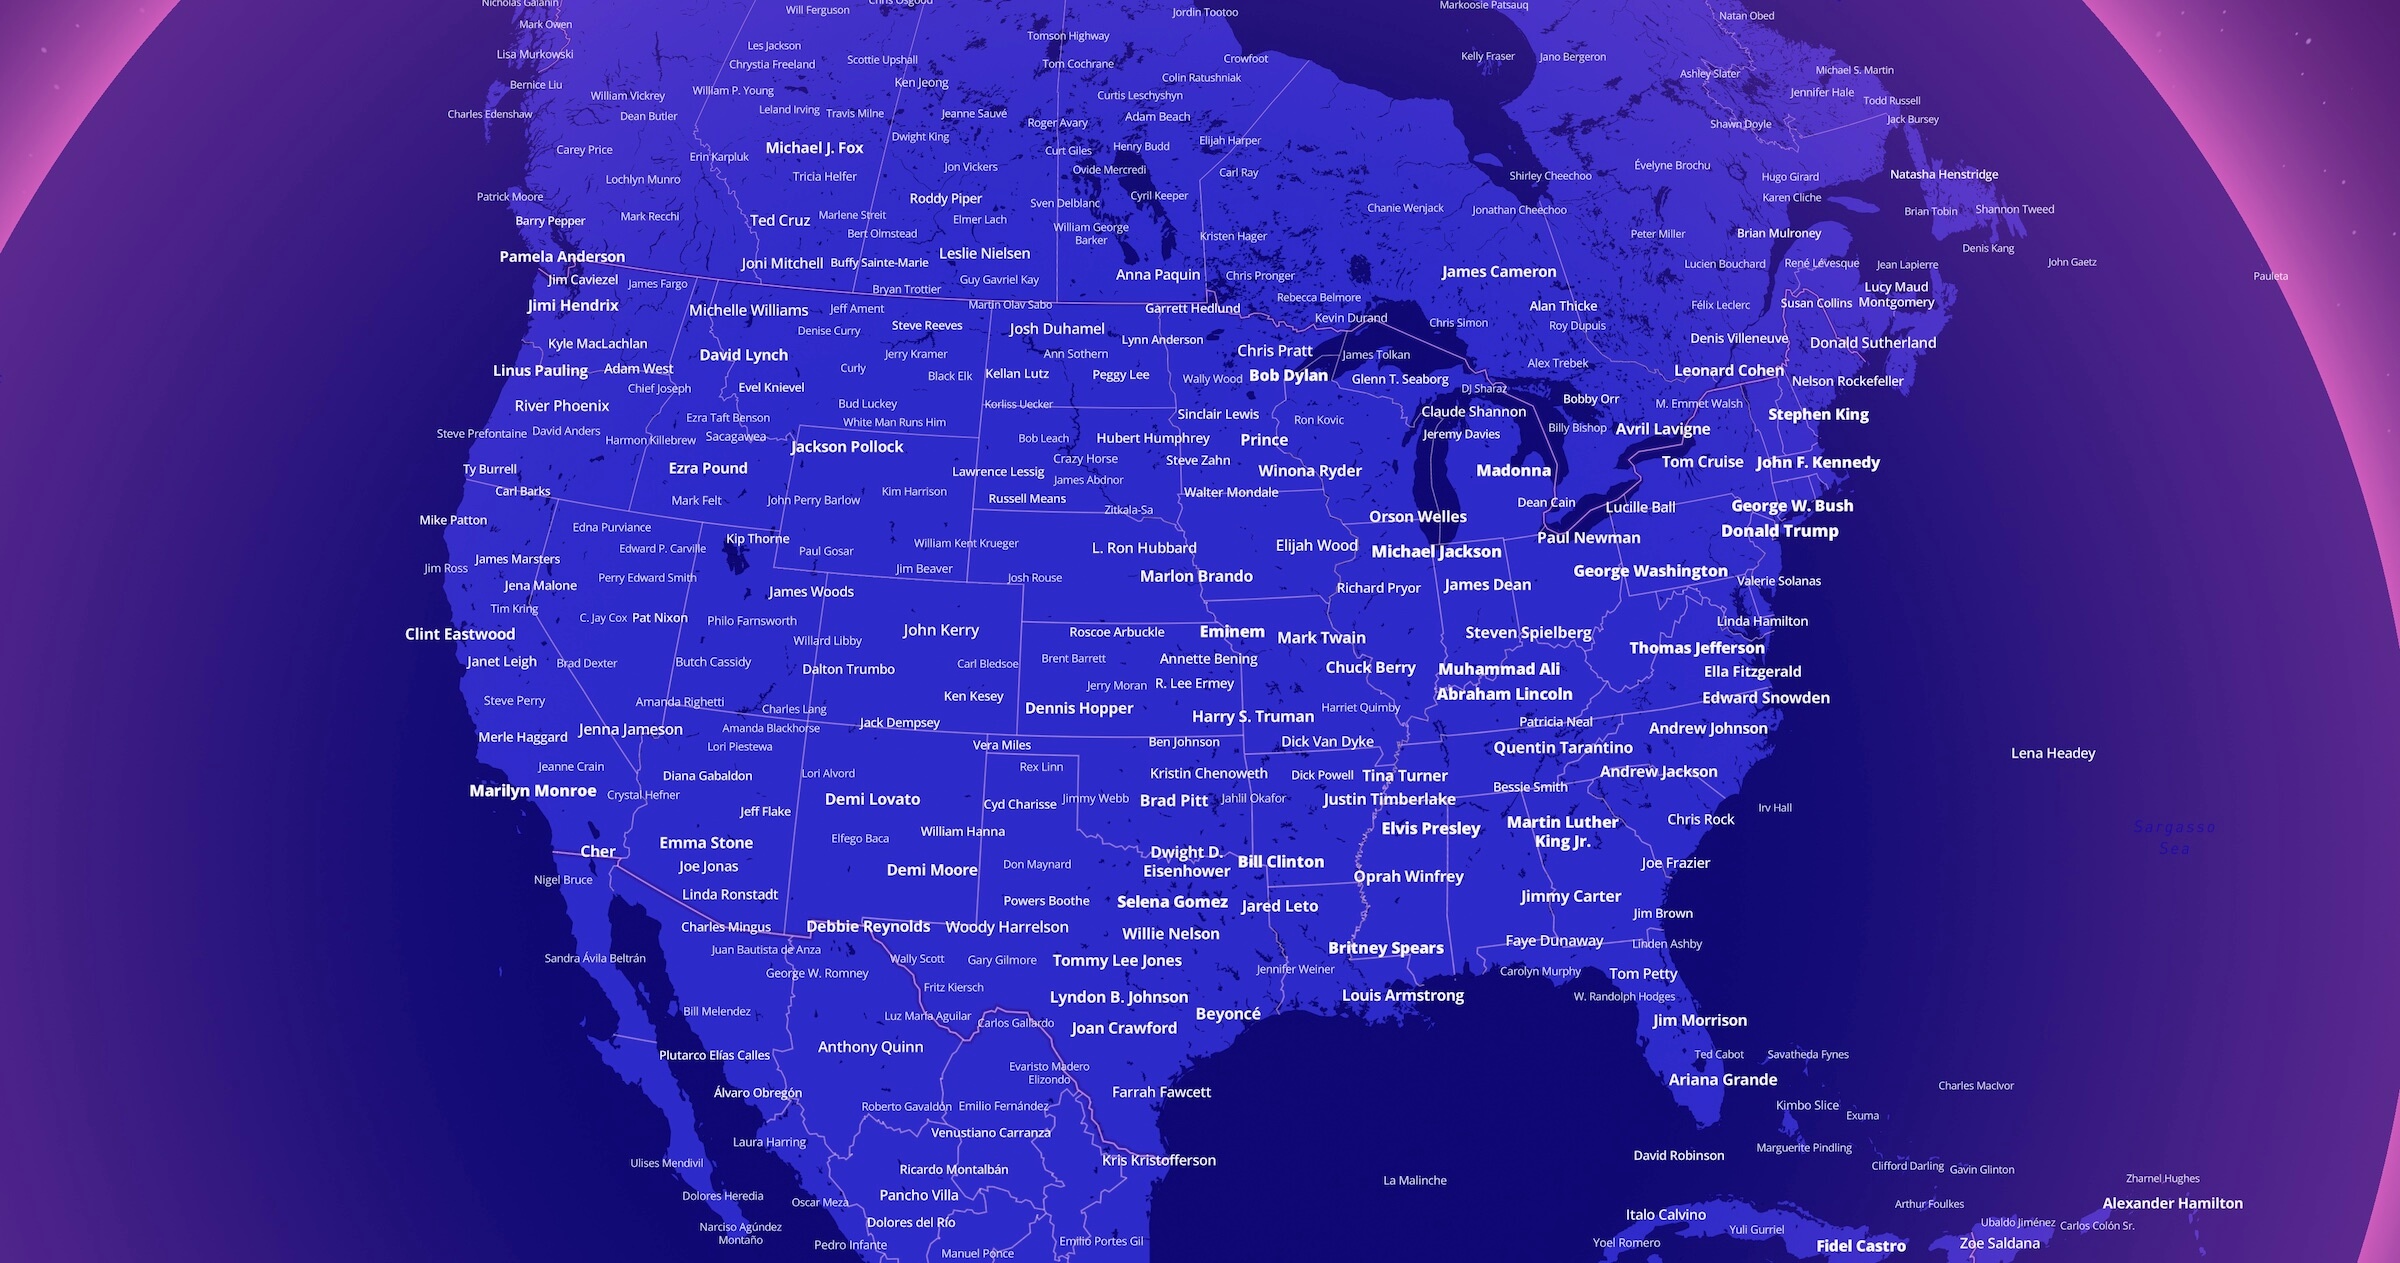 Nicholas Galanin
Will Ferguson
Chris Osgood
Jordin Tootoo
Markoosie Patsauq
Natan Obed
Mark Owen
Tomson Highway
Les Jackson
Lisa Murkowski
Chrystia Freeland
Scottie Upshall
Tom Cochrane
Crowfoot
Kelly Fraser
Jano Bergeron
Ashley Slater
Michael S. Martin
Bernice Liu
Ken Jeong
Colin Ratushniak
William Vickrey
William P. Young
Curtis Leschyshyn
Jennifer Hale
Todd Russell
Charles Edenshaw
Dean Butler
Leland Irving
Travis Milne
Jeanne Sauvé
Roger Avary
Adam Beach
Shawn Doyle
Jack Bursey
Dwight King
Carey Price
Michael J. Fox
Erin Karpluk
Curt Giles
Henry Budd
Elijah Harper
Jon Vickers
Ovide Mercredi
Carl Ray
Évelyne Brochu
Lochlyn Munro
Tricia Helfer
Shirley Cheechoo
Hugo Girard
Natasha Henstridge
Patrick Moore
Roddy Piper
Sven Delblanc
Cyril Keeper
Karen Cliche
Barry Pepper
Mark Recchi
Ted Cruz
Marlene Streit
Elmer Lach
Chanie Wenjack
Jonathan Cheechoo
Brian Tobin
Shannon Tweed
Bert Olmstead
William George
Barker
Kristen Hager
Peter Miller
Brian Mulroney
Denis Kang
Pamela Anderson
Joni Mitchell
Buffy Sainte-Marie
Leslie Nielsen
Anna Paquin
Chris Pronger
James Cameron
Lucien Bouchard
René Lévesque
Jean Lapierre
John Gaetz
Pauleta
Jim Caviezel
James Fargo
Bryan Trottier
Guy Gavriel Kay
Rebecca Belmore
Lucy Maud
Montgomery
Jimi Hendrix
Michelle Williams
Jeff Ament
Martin Olav Sabo
Garrett Hedlund
Alan Thicke
Félix Leclerc
Susan Collins
Denise Curry
Steve Reeves
Josh Duhamel
Kevin Durand
Chris Simon
Roy Dupuis
Kyle MacLachlan
David Lynch
Jerry Kramer
Ann Sothern
Lynn Anderson
Chris Pratt
James Tolkan
Denis Villeneuve
Donald Sutherland
Linus Pauling
Adam West
Curly
Black Elk
Kellan Lutz
Peggy Lee
Wally Wood
Bob Dylan
Glenn T. Seaborg
Alex Trebek
Leonard Cohen
Nelson Rockefeller
Chief Joseph
Evel Knievel
DJ Sharaz
River Phoenix
Bud Luckey
Korliss Uecker
Sinclair Lewis
Claude Shannon
Bobby Orr
M. Emmet Walsh
Stephen King
Ezra Taft Benson
White Man Runs Him
Ron Kovic
Steve Prefontaine
David Anders
Harmon Killebrew
Sacagawea
Jackson Pollock
Bob Leach
Hubert Humphrey
Prince
Jeremy Davies
Billy Bishop
Avril Lavigne
Ty Burrell
Ezra Pound
Lawrence Lessig
Crazy Horse
Steve Zahn
Winona Ryder
Madonna
Tom Cruise
John F. Kennedy
Carl Barks
Mark Felt
John Perry Barlow
Kim Harrison
Russell Means
James Abdnor
Walter Mondale
Dean Cain
Lucille Ball
George W. Bush
Mike Patton
Edna Purviance
Zitkala-Sa
Orson Welles
Donald Trump
Kip Thorne
James Marsters
Edward P. Carville
Paul Gosar
William Kent Krueger
L. Ron Hubbard
Elijah Wood
Michael Jackson
Paul Newman
Jim Ross
Jena Malone
Perry Edward Smith
Jim Beaver
Josh Rouse
Marlon Brando
Richard Pryor
James Dean
George Washington
Valerie Solanas
James Woods
Tim Kring
C. Jay Cox
Pat Nixon
Philo Farnsworth
Linda Hamilton
Clint Eastwood
Willard Libby
John Kerry
Roscoe Arbuckle
Eminem
Mark Twain
Steven Spielberg
Thomas Jefferson
Janet Leigh
Brad Dexter
Butch Cassidy
Dalton Trumbo
Carl Bledsoe
Brent Barrett
Annette Bening
Chuck Berry
Muhammad Ali
Ella Fitzgerald
Steve Perry
Amanda Righetti
Charles Lang
Ken Kesey
Jerry Moran
R. Lee Ermey
Abraham Lincoln
Edward Snowden
Dennis Hopper
Harry S. Truman
Harriet Quimby
Merle Haggard
Jenna Jameson
Amanda Blackhorse
Jack Dempsey
Patricia Neal
Andrew Johnson
Lori Piestewa
Vera Miles
Ben Johnson
Dick Van Dyke
Quentin Tarantino
Lena Headey
Jeanne Crain
Diana Gabaldon
Lori Alvord
Rex Linn
Kristin Chenoweth
Dick Powell
Tina Turner
Andrew Jackson
Marilyn Monroe
Crystal Hefner
Demi Lovato
Cyd Charisse
Jimmy Webb
Brad Pitt
Jahlil Okafor
Justin Timberlake
Bessie Smith
Irv Hall
Jeff Flake
Emma Stone
Elfego Baca
William Hanna
Elvis Presley
Martin Luther
King Jr.
Chris Rock
Sargasso
Sea
Cher
Joe Jonas
Demi Moore
Don Maynard
Dwight D.
Eisenhower
Bill Clinton
Joe Frazier
Nigel Bruce
Linda Ronstadt
Powers Boothe
Selena Gomez
Jared Leto
Oprah Winfrey
Jimmy Carter
Charles Mingus
Debbie Reynolds
Woody Harrelson
Willie Nelson
Jim Brown
Sandra Ávila Beltrán
Juan Bautista de Anza
Wally Scott
Gary Gilmore
Tommy Lee Jones
Britney Spears
Faye Dunaway
Linden Ashby
George W. Romney
Jennifer Weiner
Carolyn Murphy
Tom Petty
Fritz Kiersch
Lyndon B. Johnson
Louis Armstrong
W. Randolph Hodges
Bill Melendez
Luz María Aguilar
Carlos Gallardo
Joan Crawford
Beyoncé
Jim Morrison
Plutarco Elías Calles
Anthony Quinn
Evaristo Madero
Elizondo
Ted Cabot
Savatheda Fynes
Álvaro Obregón
Farrah Fawcett
Ariana Grande
Charles MacIvor
Roberto Gavaldón
Emilio Fernández
Kimbo Slice
Exuma
Laura Harring
Venustiano Carranza
Marguerite Pindling
Ulises Mendivil
Ricardo Montalbán
Kris Kristofferson
David Robinson
Clifford Darling
Gavin Glinton
Dolores Heredia
Oscar Meza
Pancho Villa
La Malinche
Zharnel Hughes
Arthur Foulkes
Alexander Hamilton
Narciso Agúndez
Montaño
Dolores del Río
Italo Calvino
Yuli Gurriel
Ubaldo Jiménez
Carlos Colón Sr.
Pedro Infante
Manuel Ponce
Emilio Portes Gil
Yoel Romero
Fidel Castro
Zoe Saldana